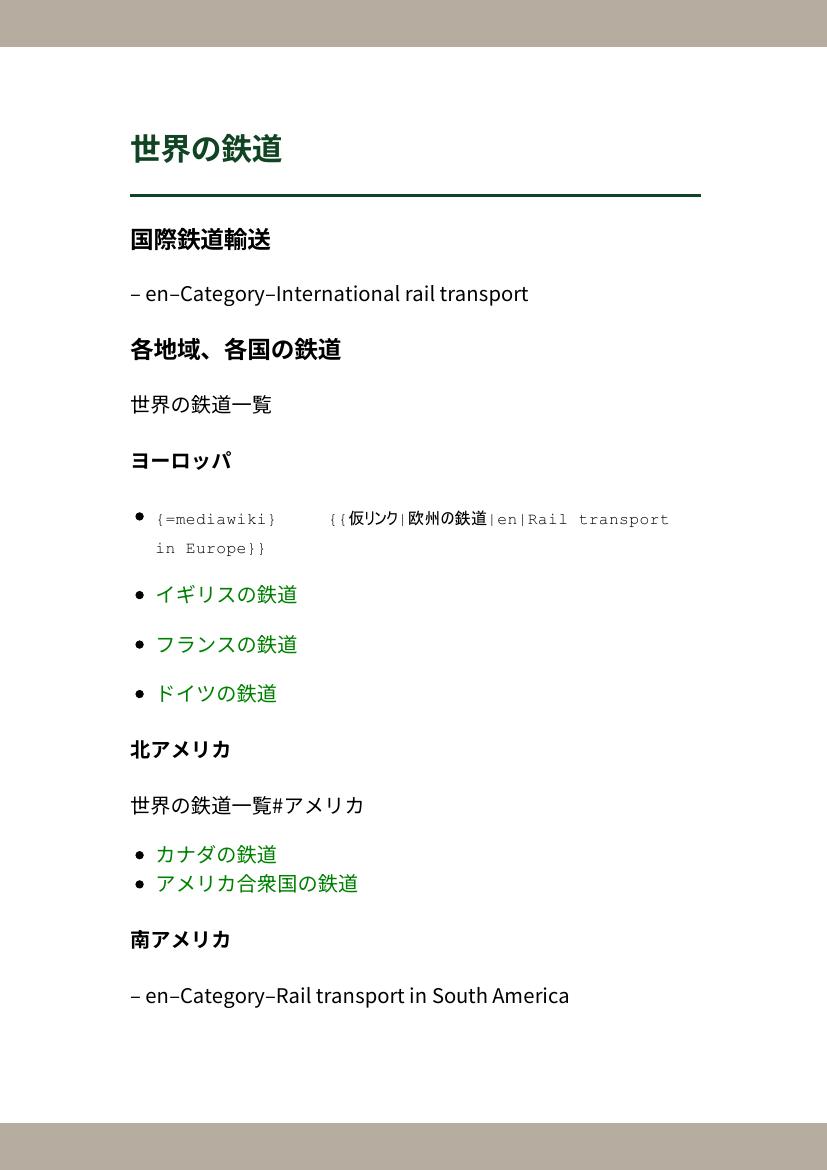 世界の鉄道
国際鉄道輸送
– en–Category–International rail transport
各地域、各国の鉄道
世界の鉄道一覧
ヨーロッパ
• {=mediawiki} {{仮リンク|欧州の鉄道|en|Rail transport
in Europe}}
• イギリスの鉄道
• フランスの鉄道
• ドイツの鉄道
北アメリカ
世界の鉄道一覧#アメリカ
• カナダの鉄道
• アメリカ合衆国の鉄道
南アメリカ
– en–Category–Rail transport in South America